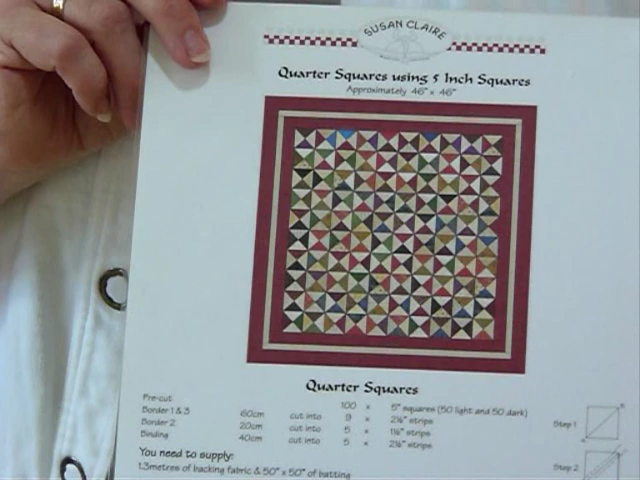 SUSAN CLAIRE
Quarter Squares using 5 Inch Squares
Approximately 46" x 46"
Quarter Squares
Pre-cut 100 x 5" squares (50 light and 50 dark)
Border 1 & 3 60cm cut into 9 x 2½" strips
Border 2 20cm cut into 5 x 1¼" strips
Binding 40cm cut into 5 x 2½" strips
You need to supply:
1.3metres of backing fabric & 50" x 50" of batting
Step 1
Step 2